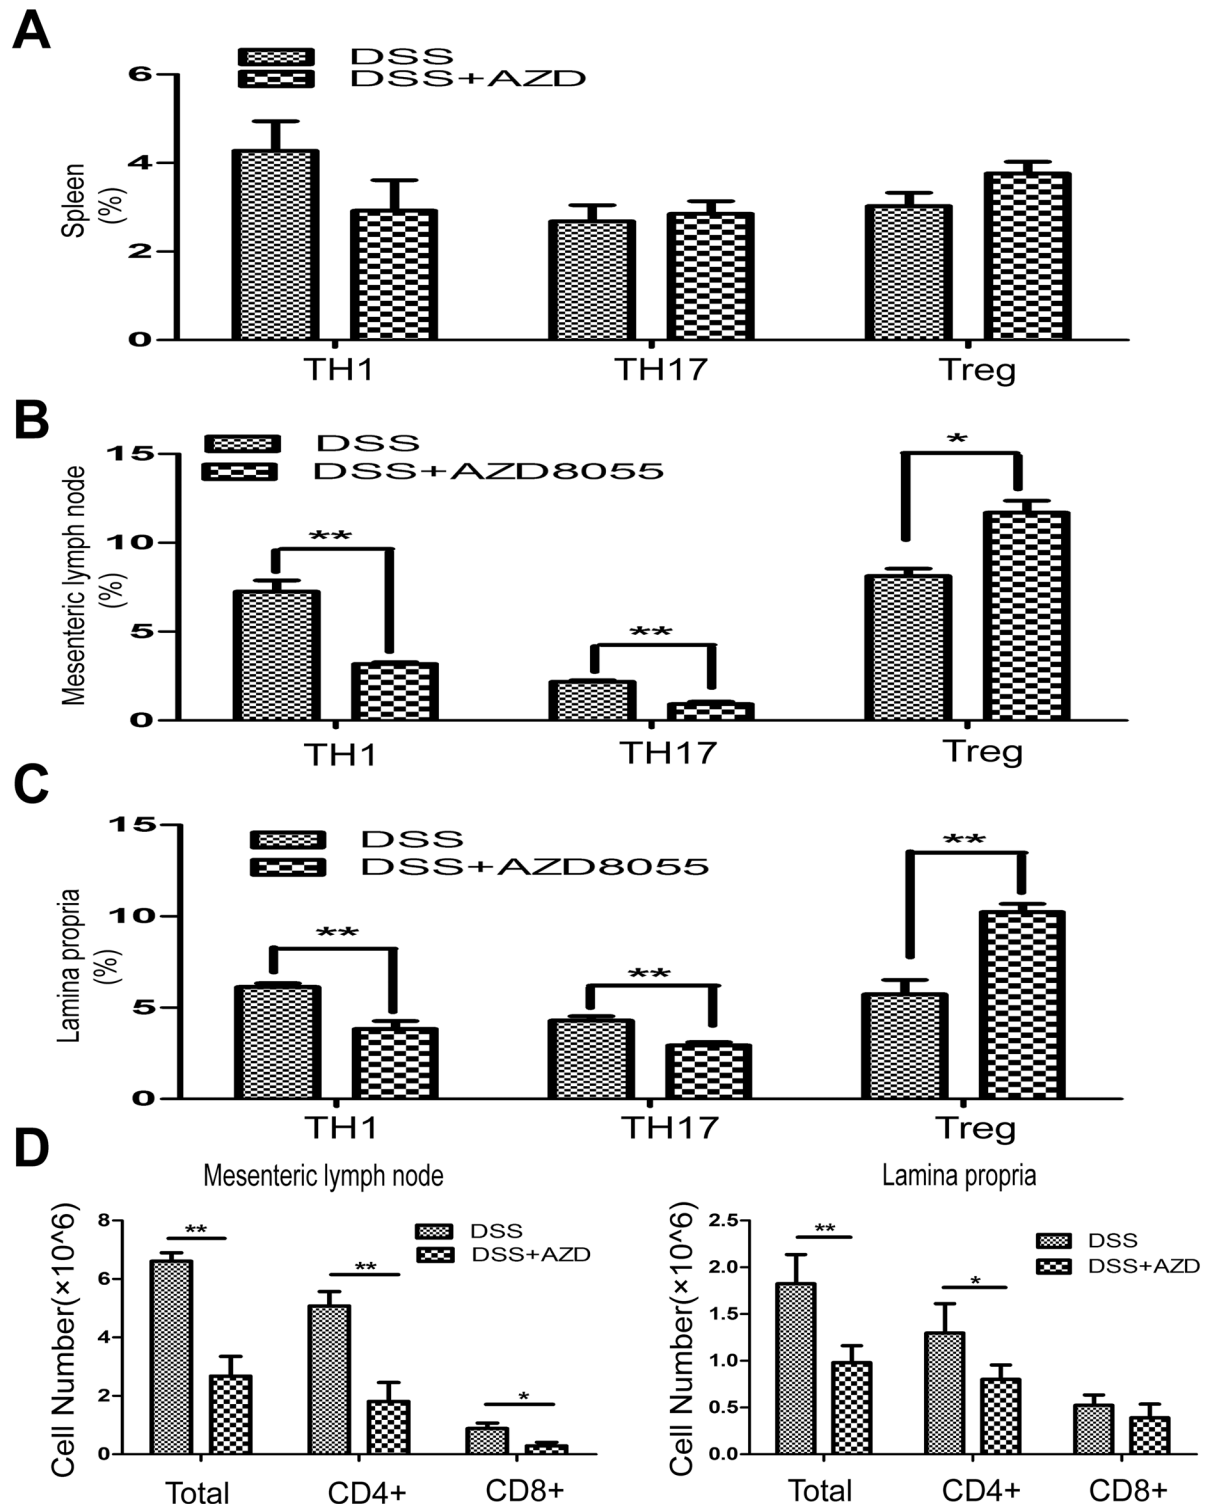 A
DSS
DSS+AZD
6
4
2
0
Spleen
(%)
TH1
TH17
Treg
B
DSS
DSS+AZD8055
15
10
5
0
Mesenteric lymph node
(%)
**
**
*
TH1
TH17
Treg
C
DSS
DSS+AZD8055
15
10
5
0
Lamina propria
(%)
**
**
**
TH1
TH17
Treg
D
Mesenteric lymph node
Cell Number(×10^6)
8
6
4
2
0
DSS
DSS+AZD
**
**
*
Total
CD4+
CD8+
Lamina propria
Cell Number(×10^6)
2.5
2.0
1.5
1.0
0.5
0.0
DSS
DSS+AZD
**
*
Total
CD4+
CD8+